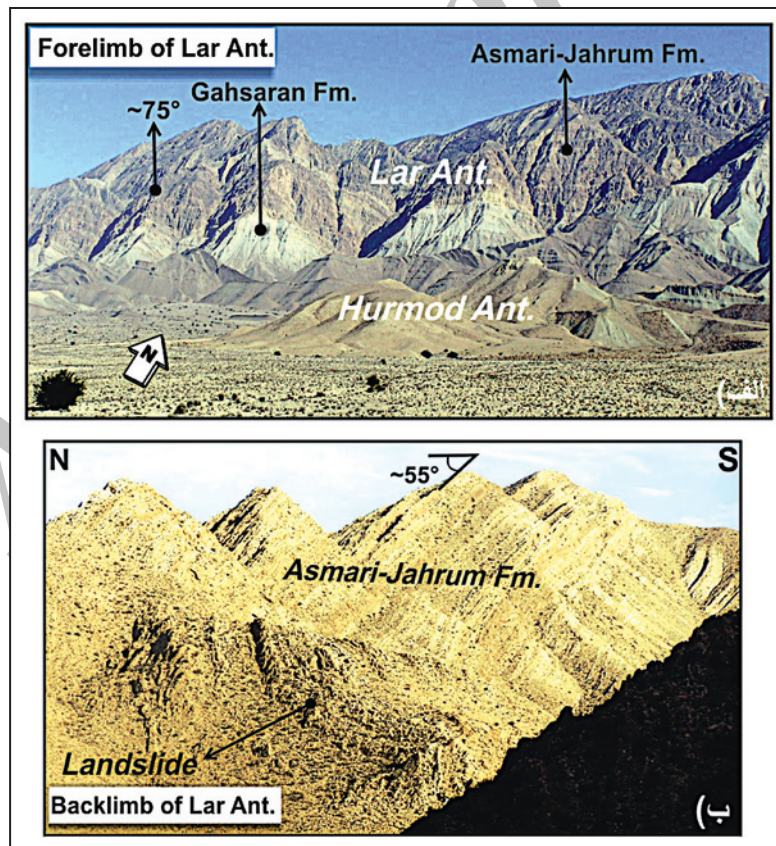 Forelimb of Lar Ant.
Asmari-Jahrum Fm.
Gahsaran Fm.
~75°
Lar Ant.
Hurmod Ant.
N
الف)
N
S
~55°
Asmari-Jahrum Fm.
Landslide
Backlimb of Lar Ant.
ب)